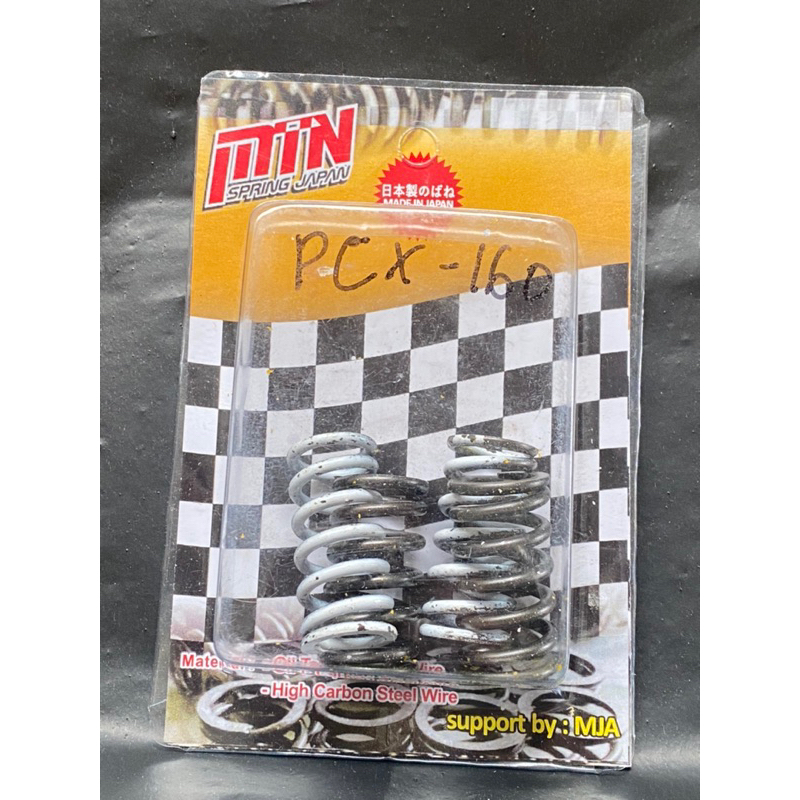 MTN
SPRING JAPAN
日本製のばね
MADE IN JAPAN
PCX-160
- High Carbon Steel Wire
support by : MJA